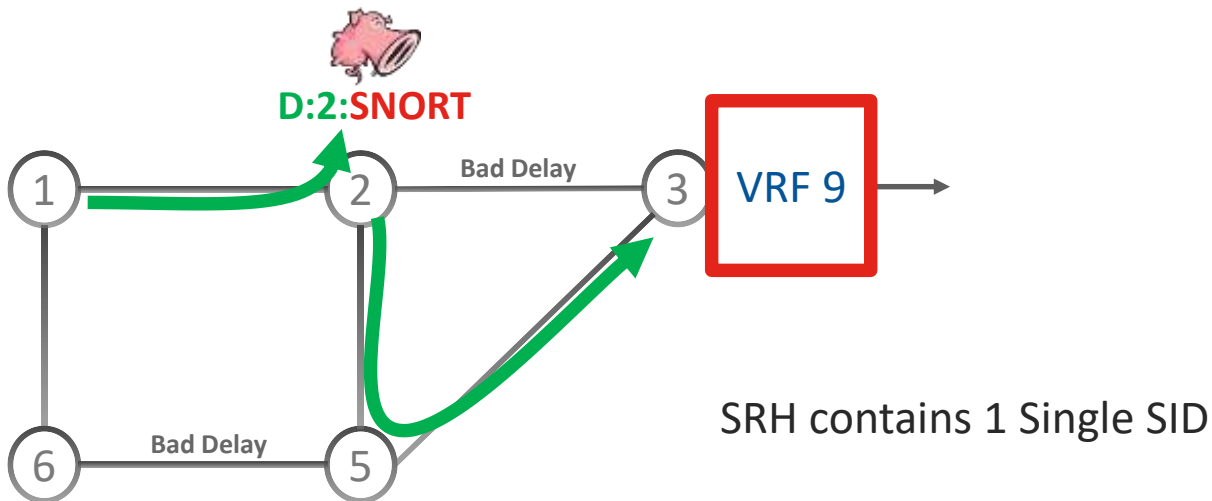 D:2:SNORT
1
2
Bad Delay
3
VRF 9
SRH contains 1 Single SID
6
Bad Delay
5